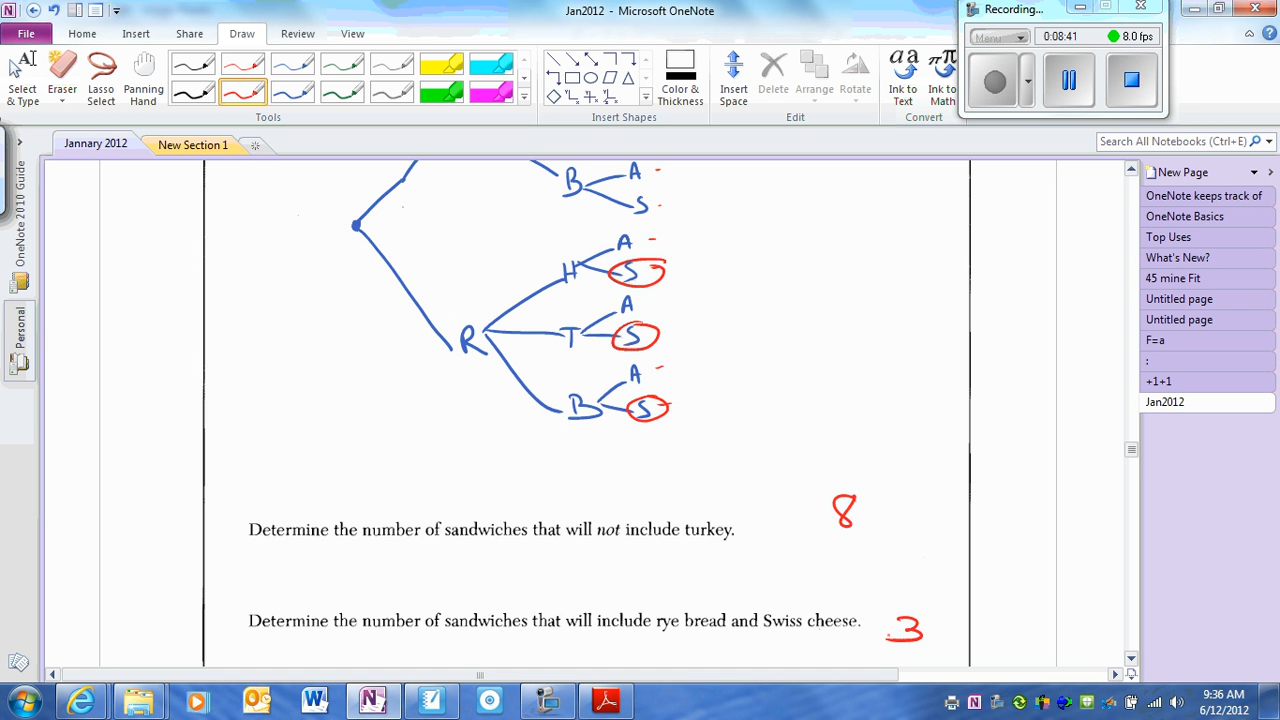 Jan2012 - Microsoft OneNote
Recording...
File Home Insert Share Draw Review View
Menu 0:08:41 8.0 fps
Select & Type
Eraser
Lasso Select
Panning Hand
Color & Thickness
Insert Space
Delete
Arrange
Rotate
Ink to Text
Ink to Math
Tools
Insert Shapes
Edit
Convert
Jannary 2012
New Section 1
Search All Notebooks (Ctrl+E)
OneNote 2010 Guide
Personal
New Page
OneNote keeps track of
OneNote Basics
Top Uses
What's New?
45 mine Fit
Untitled page
Untitled page
F=a
:
+1+1
Jan2012
B A
S
H A
S
R T A
S
B A
S
8
Determine the number of sandwiches that will not include turkey.
Determine the number of sandwiches that will include rye bread and Swiss cheese. 3
9:36 AM
6/12/2012